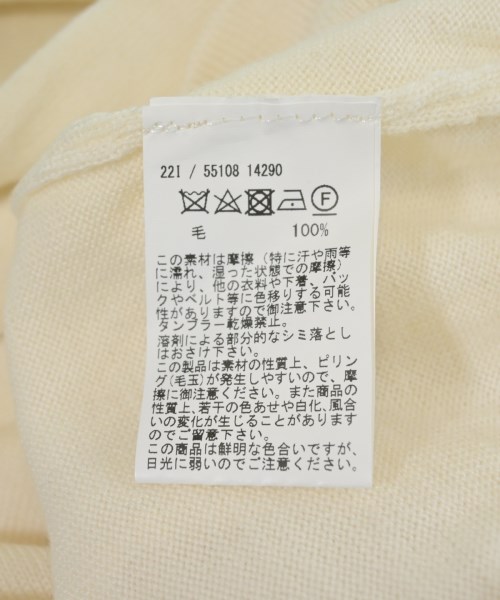 22I / 55108 14290
F
毛 100%
この素材は摩擦(特に汗や雨等
に濡れ、湿った状態での摩擦)
により、他の衣料や下着、バッ
クやベルト等に色移りする可能
性がありますので御注意下さい。
タンブラー乾燥禁止。
溶剤による部分的なシミ落とし
はおさけ下さい。
この製品は素材の性質上、ピリン
グ(毛玉)が発生しやすいので、摩
擦に御注意ください。また商品の
性質上、若干の色あせや白化、風合
いの変化が生じることがあります
のでご留意下さい。
この商品は鮮明な色合いですが、
日光に弱いのでご注意ください。